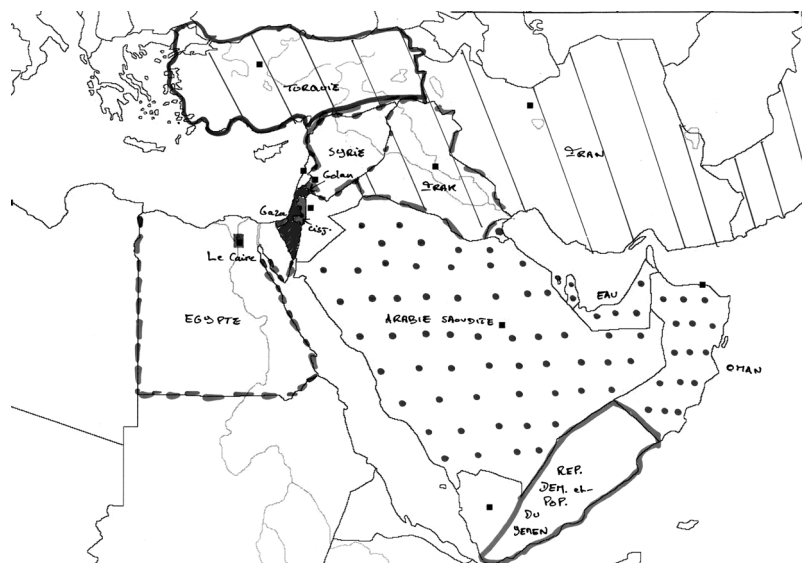 TURQUIE
SYRIE
IRAN
IRAK
Golan
Gaza
Cisj.
Le Caire
EGYPTE
ARABIE SAOUDITE
EAU
OMAN
REP.
DEM. et
POP.
DU
YEMEN